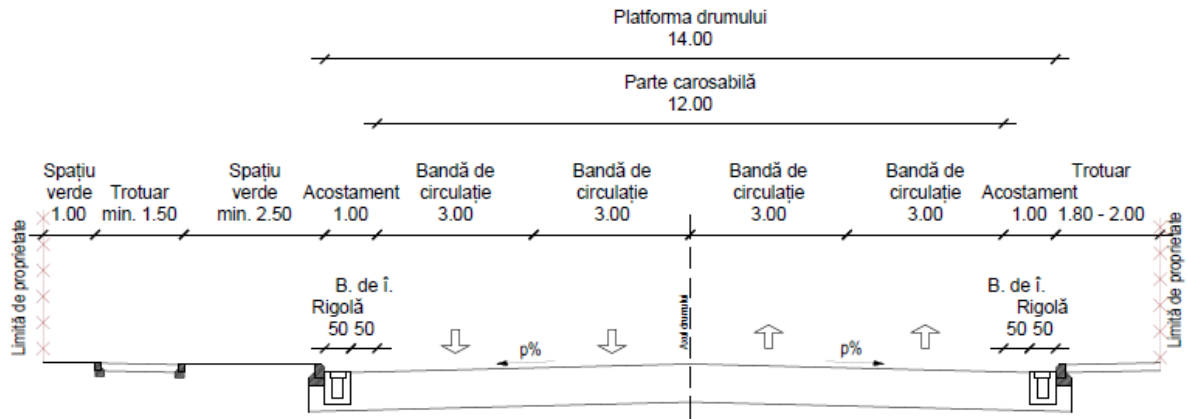 Platforma drumului
14.00
Parte carosabilă
12.00
Spațiu
verde
1.00
Trotuar
min. 1.50
Spațiu
verde
min. 2.50
Acostament
1.00
Bandă de
circulație
3.00
Bandă de
circulație
3.00
Bandă de
circulație
3.00
Bandă de
circulație
3.00
Acostament
1.00
Trotuar
1.80 - 2.00
Limită de proprietate
B. de î.
Rigolă
50 50
p%
Axul drumului
p%
B. de î.
Rigolă
50 50
Limită de proprietate